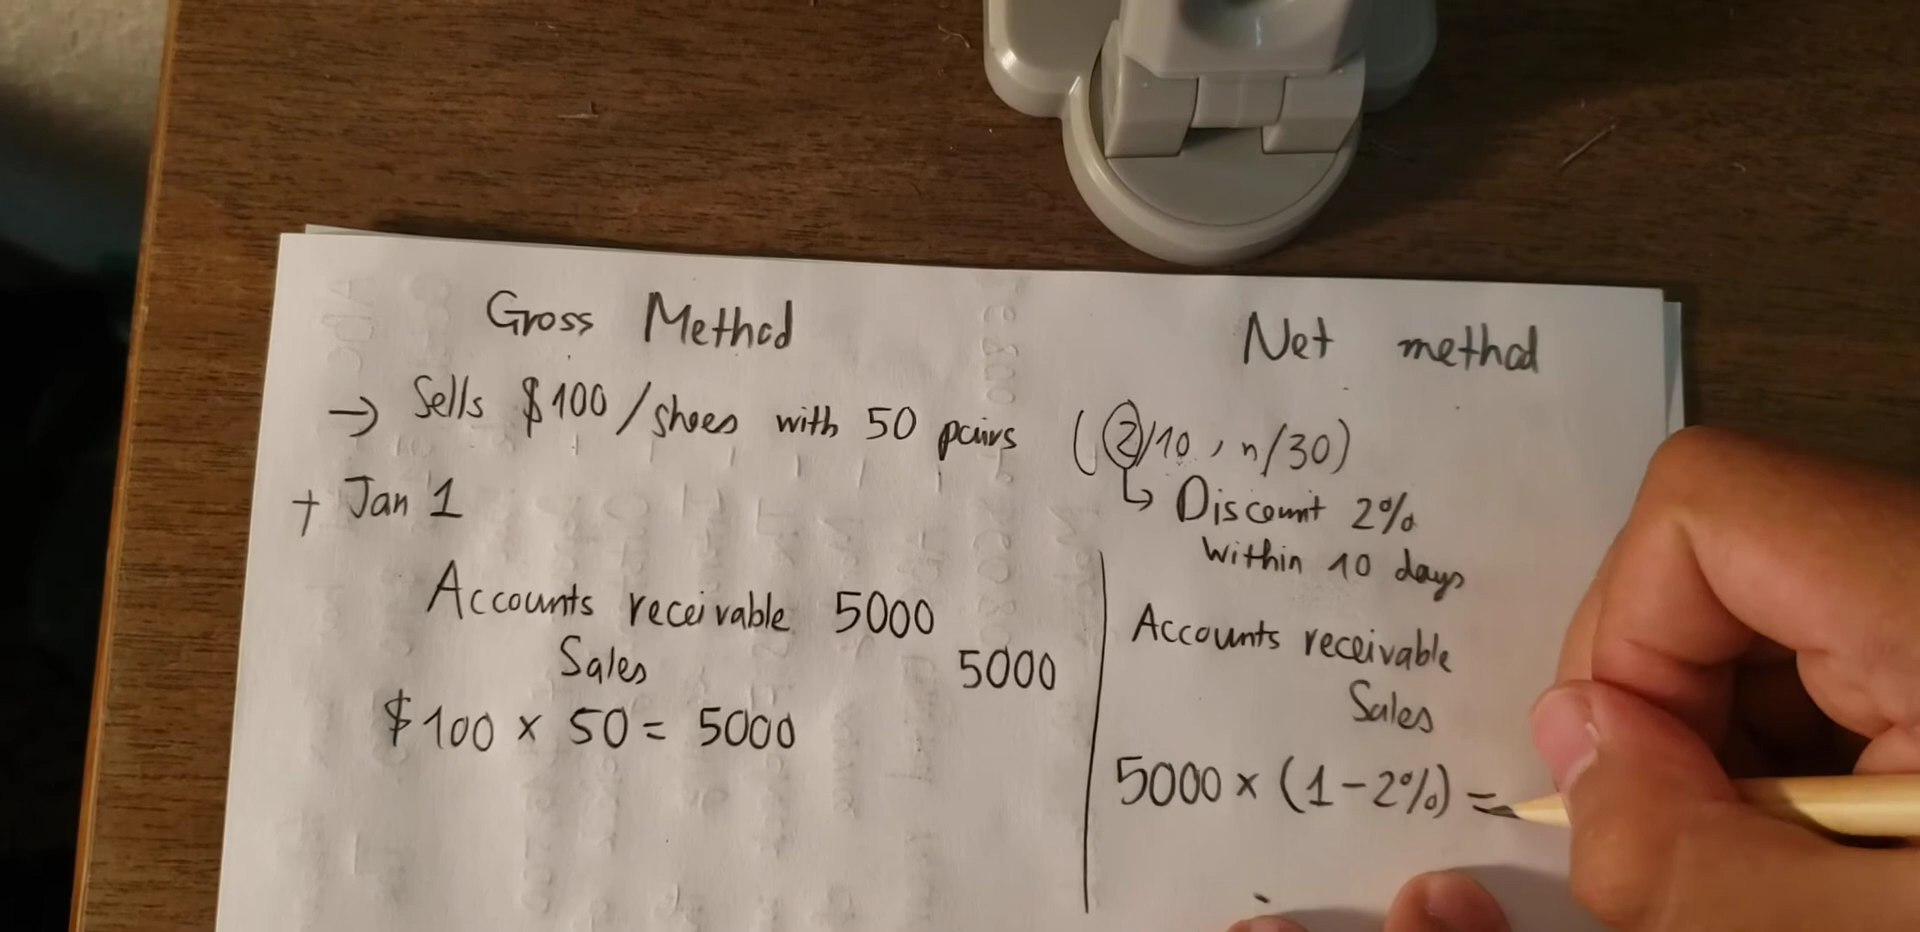 Gross Method
Net method
→ Sells $100/shoes with 50 pairs (2/10, n/30)
↳ Discount 2%
within 10 days
+ Jan 1
Accounts receivable 5000
Sales 5000
$100 × 50 = 5000
Accounts receivable
Sales
5000 × (1-2%) =